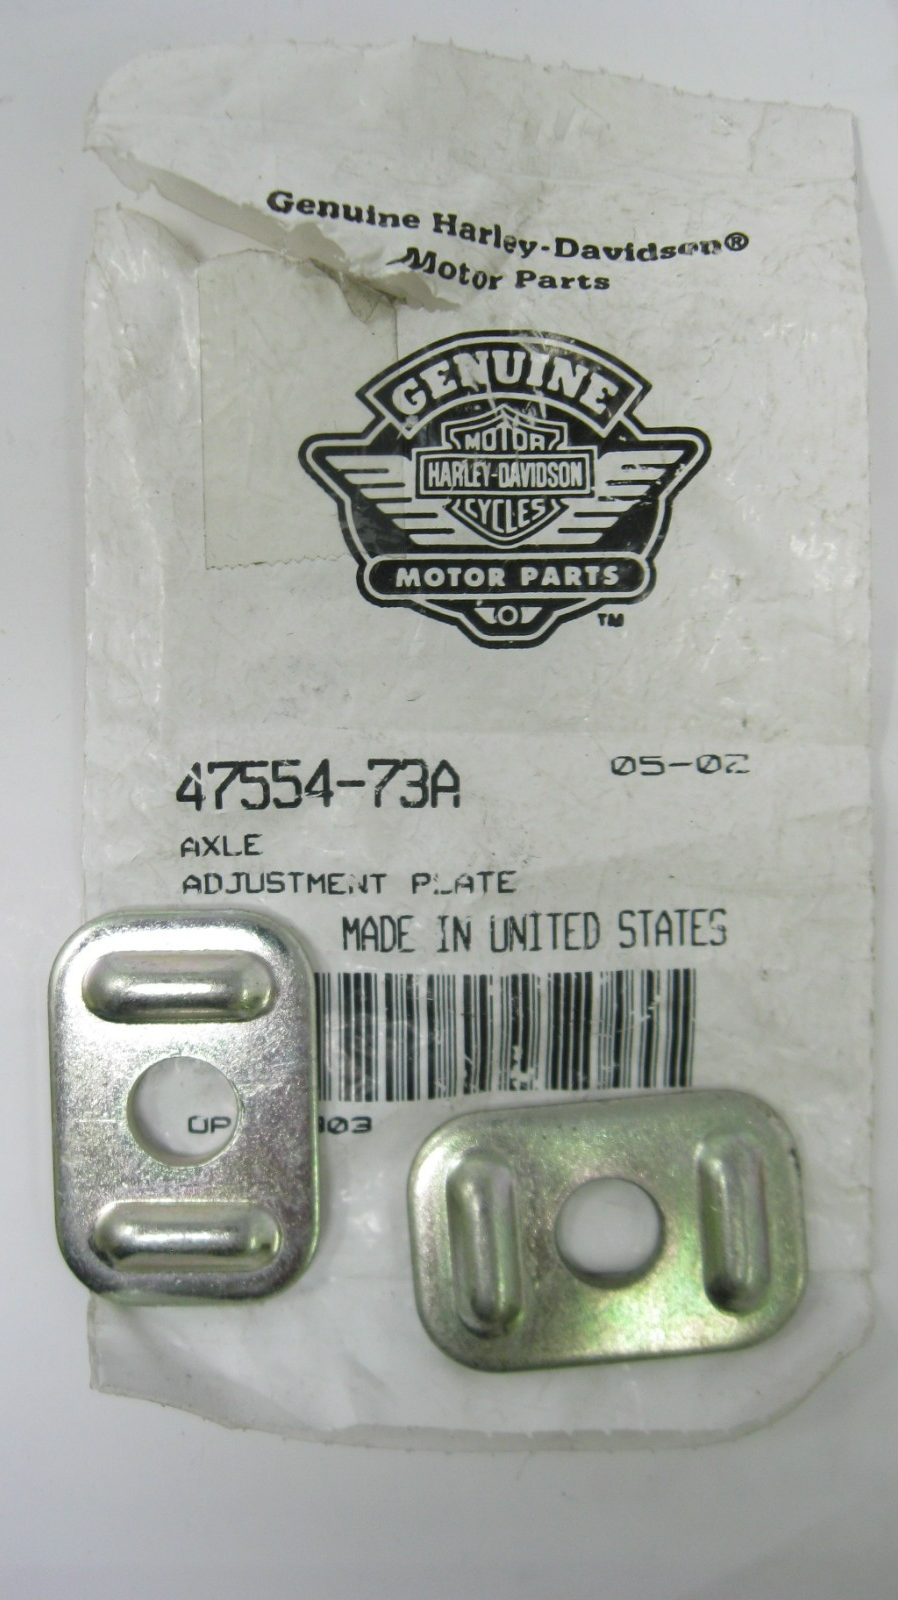 Genuine Harley-Davidson®
Motor Parts
GENUINE
MOTOR
HARLEY-DAVIDSON
CYCLES
MOTOR PARTS
TM
47554-73A
05-02
AXLE
ADJUSTMENT PLATE
MADE IN UNITED STATES